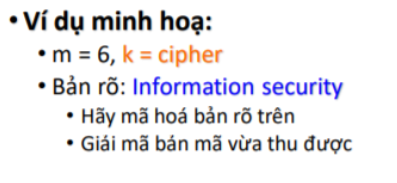 • Ví dụ minh hoạ:
• m = 6, k = cipher
• Bản rõ: Information security
• Hãy mã hoá bản rõ trên
• Giái mã bán mã vừa thu được